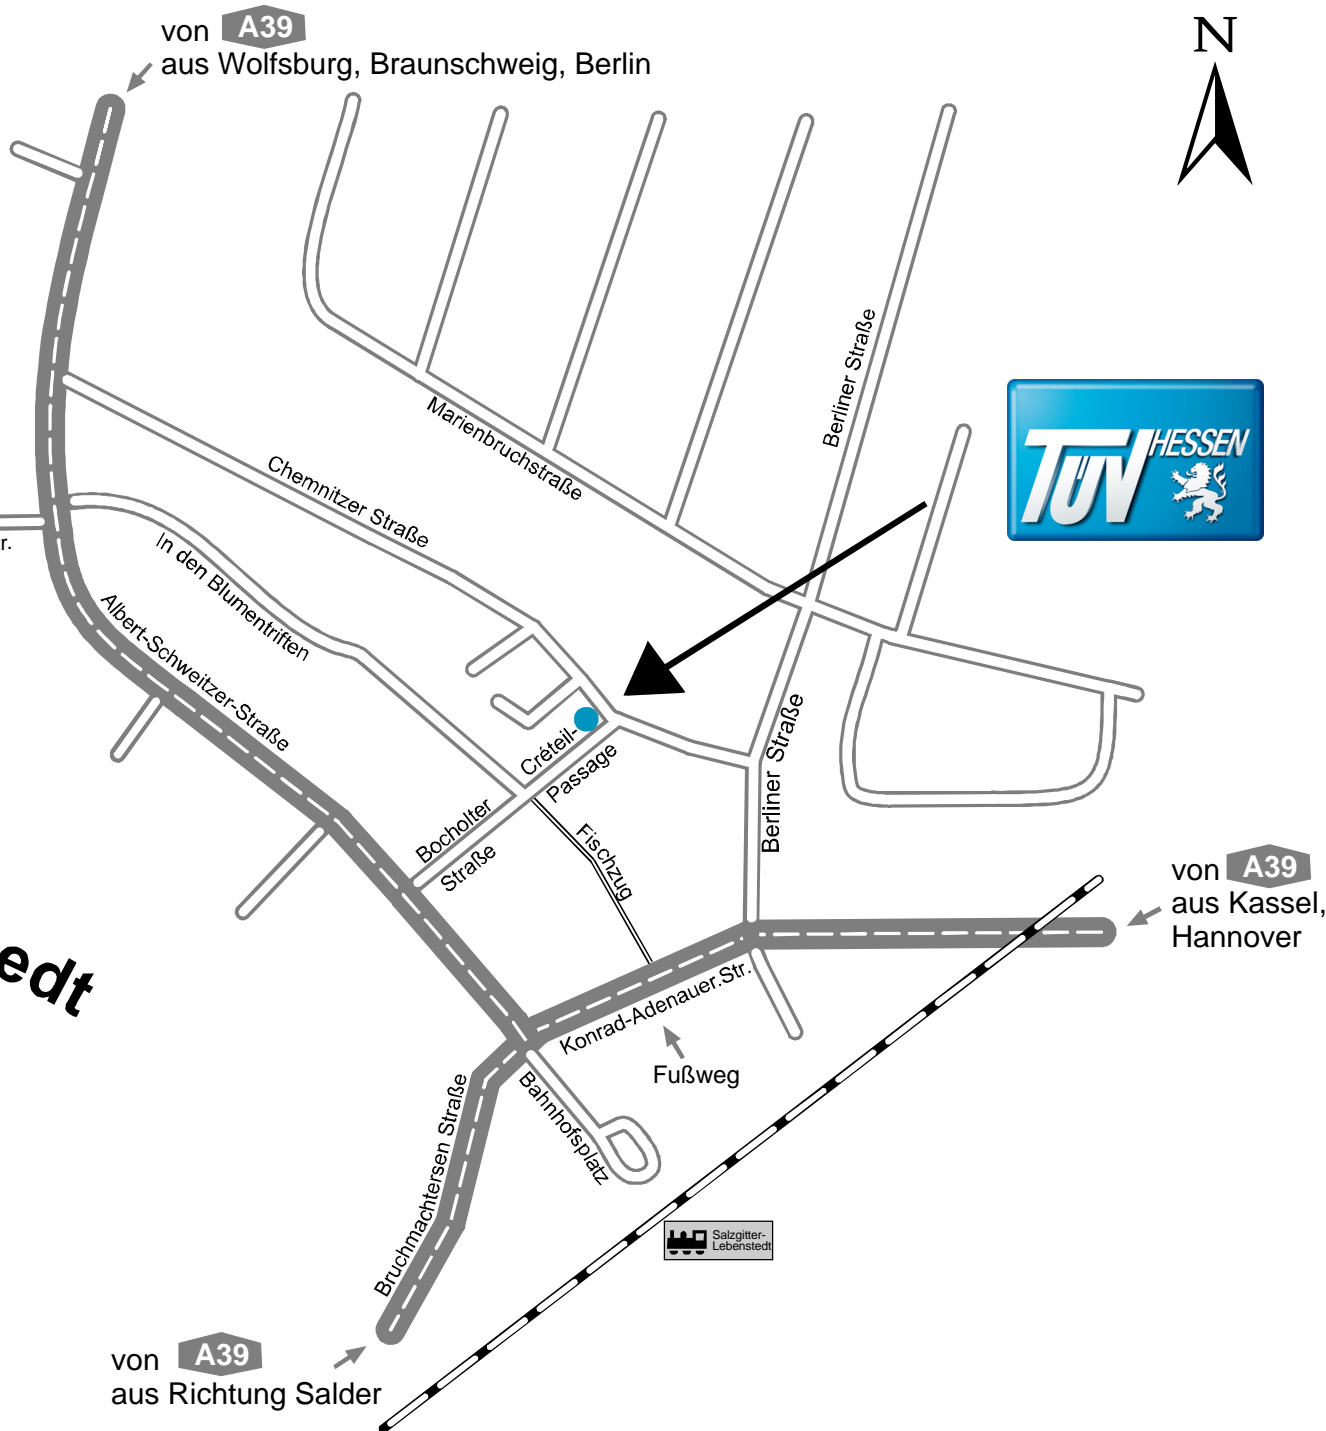 von A39
aus Wolfsburg, Braunschweig, Berlin
N
Berliner Straße
TÜV HESSEN
Marienbruchstraße
Chemnitzer Straße
r.
In den Blumentriften
Albert-Schweitzer-Straße
Créteil-
Passage
Berliner Straße
Bocholter
Straße
Fischzug
von A39
aus Kassel,
Hannover
edt
Konrad-Adenauer.Str.
Fußweg
Bahnhofsplatz
Bruchmachtersen Straße
Salzgitter-
Lebenstedt
von A39
aus Richtung Salder